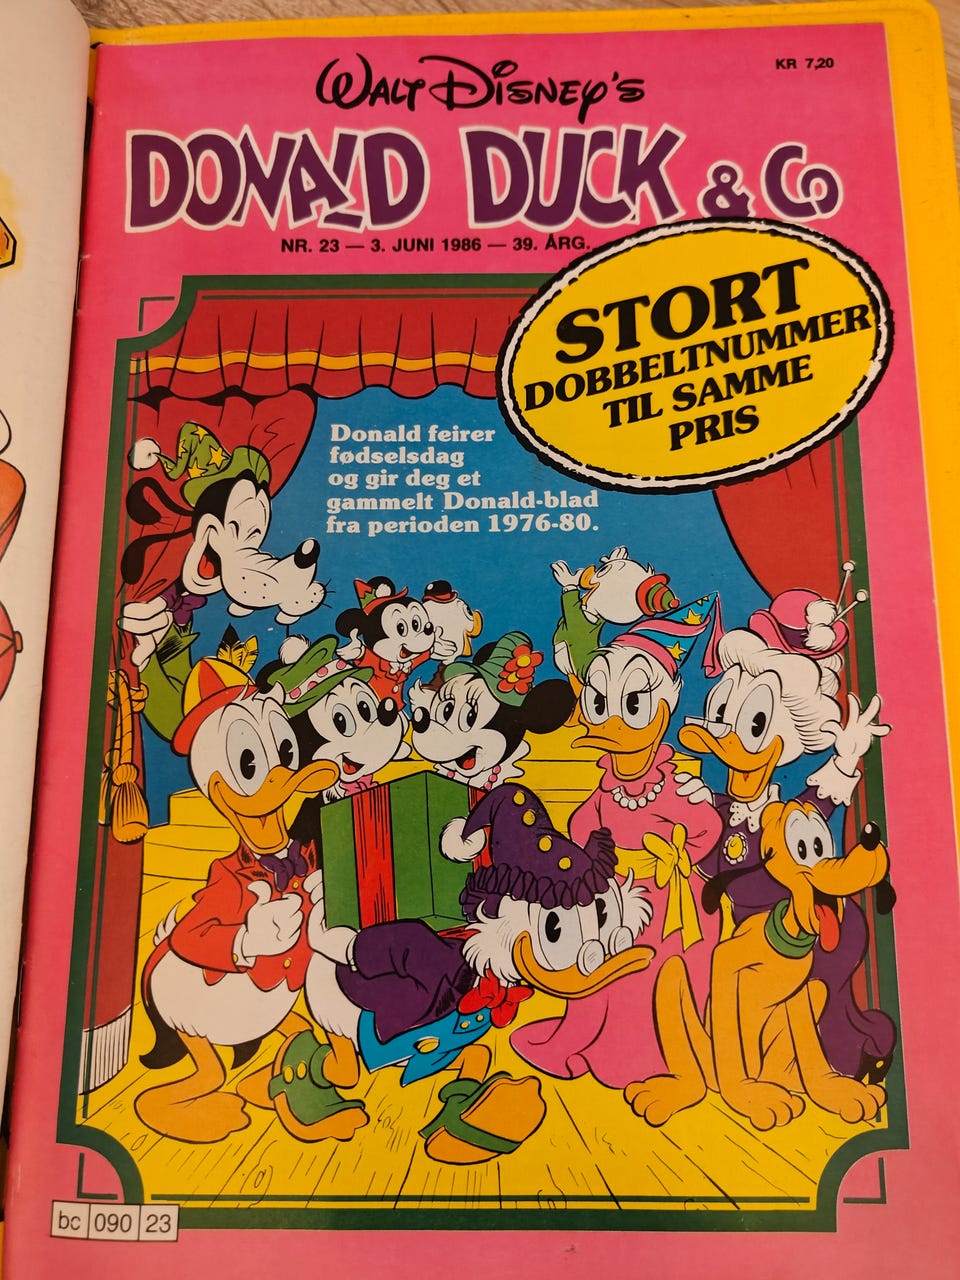 Walt Disney's
KR 7,20
DONALD DUCK & Co
NR. 23 — 3. JUNI 1986 — 39. ÅRG.
STORT
DOBBELTNUMMER
TIL SAMME
PRIS
Donald feirer
fødselsdag
og gir deg et
gammelt Donald-blad
fra perioden 1976-80.
bc 090 23